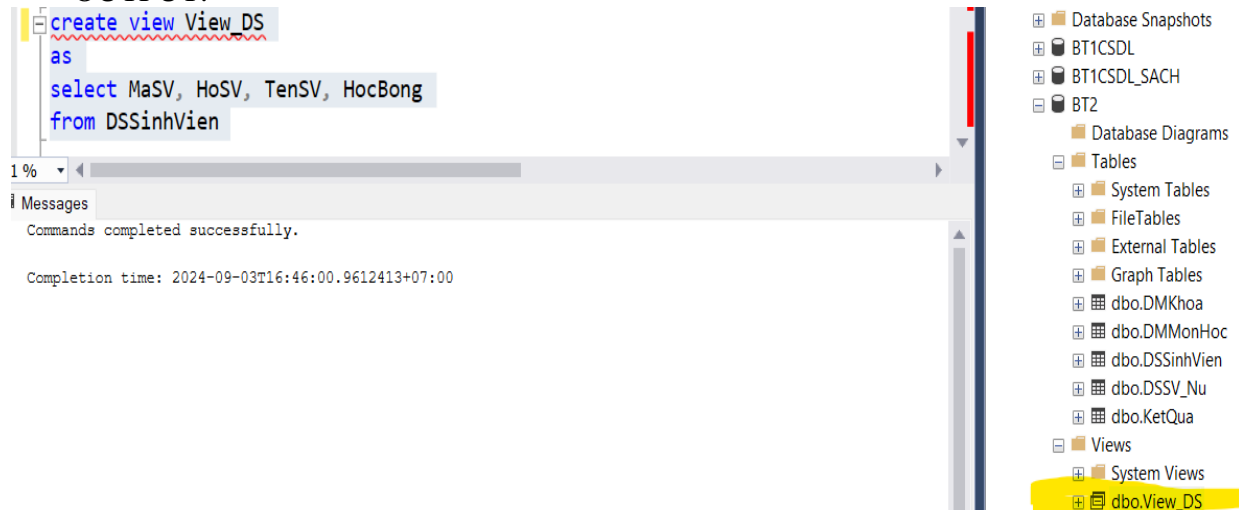 create view View_DS
as
select MaSV, HoSV, TenSV, HocBong
from DSSinhVien
1 %
Messages
Commands completed successfully.
Completion time: 2024-09-03T16:46:00.9612413+07:00
Database Snapshots
BT1CSDL
BT1CSDL_SACH
BT2
Database Diagrams
Tables
System Tables
FileTables
External Tables
Graph Tables
dbo.DMKhoa
dbo.DMMonHoc
dbo.DSSinhVien
dbo.DSSV_Nu
dbo.KetQua
Views
System Views
dbo.View_DS